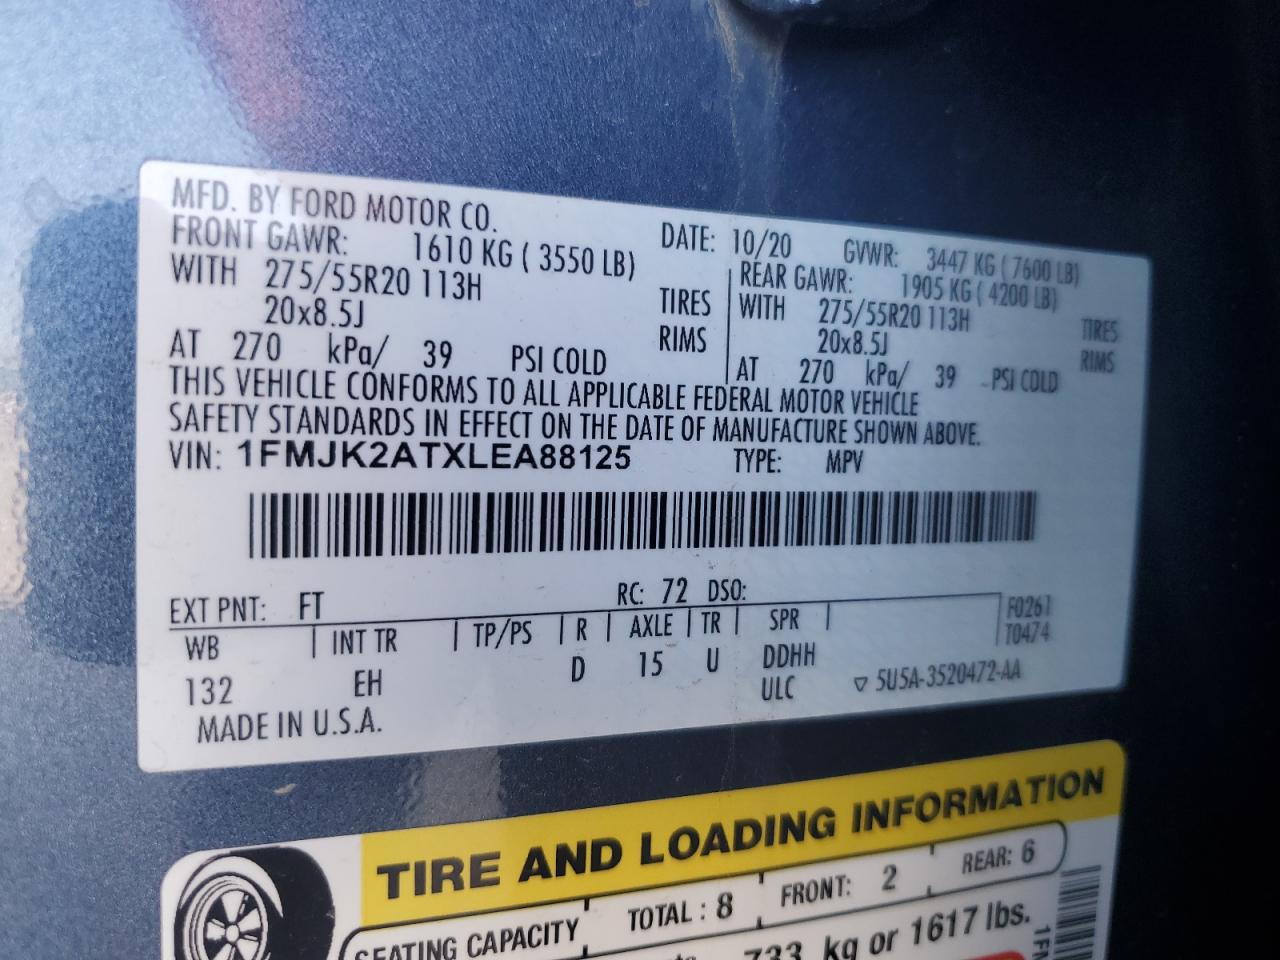 MFD. BY FORD MOTOR CO.
DATE: 10/20 GVWR: 3447 KG ( 7600 LB)
FRONT GAWR: 1610 KG ( 3550 LB)
REAR GAWR: 1905 KG ( 4200 LB)
WITH 275/55R20 113H TIRES
WITH 275/55R20 113H TIRES
20x8.5J RIMS
20x8.5J RIMS
AT 270 kPa/ 39 PSI COLD
AT 270 kPa/ 39 PSI COLD
THIS VEHICLE CONFORMS TO ALL APPLICABLE FEDERAL MOTOR VEHICLE
SAFETY STANDARDS IN EFFECT ON THE DATE OF MANUFACTURE SHOWN ABOVE.
VIN: 1FMJK2ATXLEA88125 TYPE: MPV
EXT PNT: FT RC: 72 DSO:
WB INT TR TP/PS R AXLE TR SPR F0261
T0474
132 EH D 15 U DDHH
ULC 5U5A-3520472-AA
MADE IN U.S.A.
TIRE AND LOADING INFORMATION
SEATING CAPACITY TOTAL : 8 FRONT: 2 REAR: 6
733 kg or 1617 lbs.
1FM